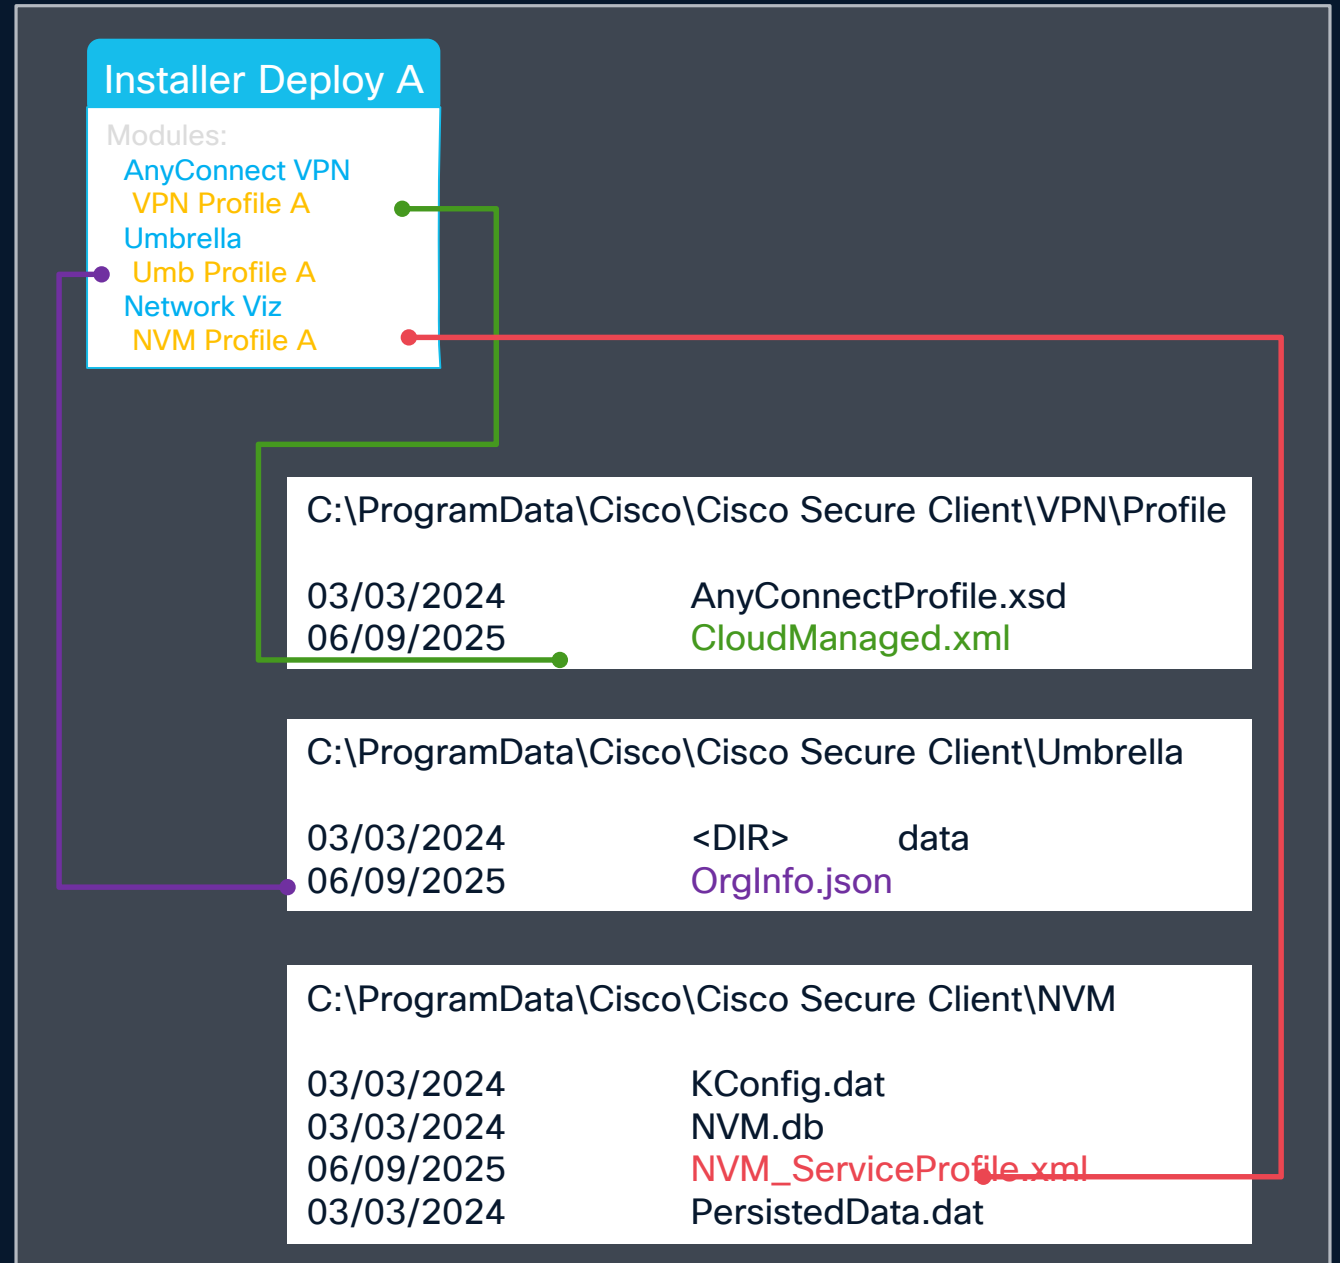 Installer Deploy A
Modules:
AnyConnect VPN
VPN Profile A
Umbrella
Umb Profile A
Network Viz
NVM Profile A
C:\ProgramData\Cisco\Cisco Secure Client\VPN\Profile
03/03/2024 AnyConnectProfile.xsd
06/09/2025 CloudManaged.xml
C:\ProgramData\Cisco\Cisco Secure Client\Umbrella
03/03/2024 <DIR> data
06/09/2025 OrgInfo.json
C:\ProgramData\Cisco\Cisco Secure Client\NVM
03/03/2024 KConfig.dat
03/03/2024 NVM.db
06/09/2025 NVM_ServiceProfile.xml
03/03/2024 PersistedData.dat